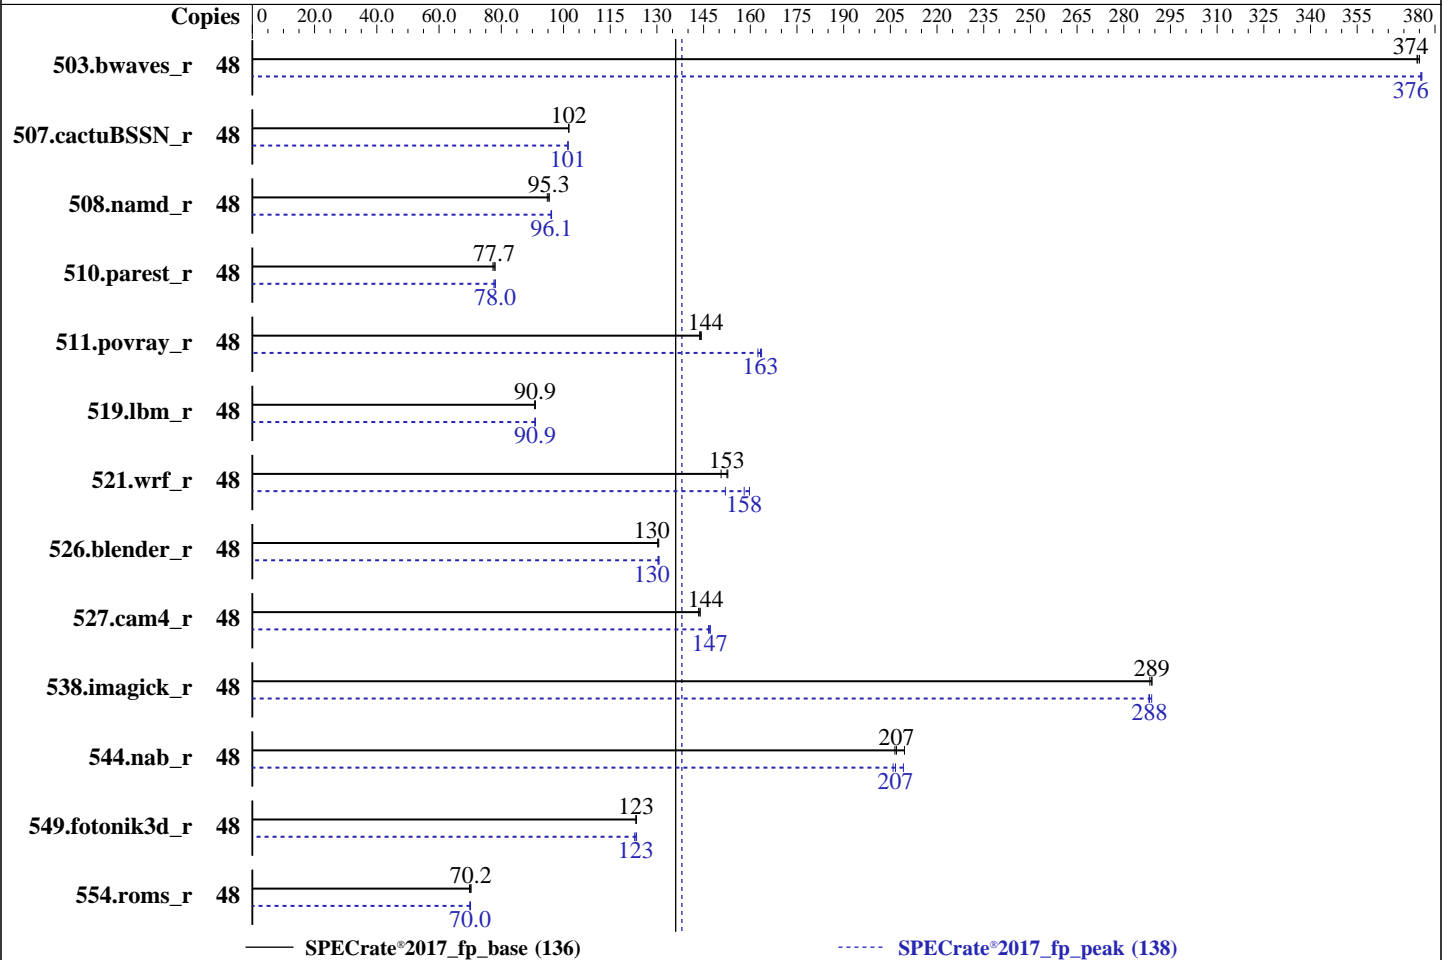 Copies 0 20.0 40.0 60.0 80.0 100 115 130 145 160 175 190 205 220 235 250 265 280 295 310 325 340 355 380
503.bwaves_r 48 374
376
507.cactuBSSN_r 48 102
101
508.namd_r 48 95.3
96.1
510.parest_r 48 77.7
78.0
511.povray_r 48 144
163
519.lbm_r 48 90.9
90.9
521.wrf_r 48 153
158
526.blender_r 48 130
130
527.cam4_r 48 144
147
538.imagick_r 48 289
288
544.nab_r 48 207
207
549.fotonik3d_r 48 123
123
554.roms_r 48 70.2
70.0
SPECrate®2017_fp_base (136) SPECrate®2017_fp_peak (138)